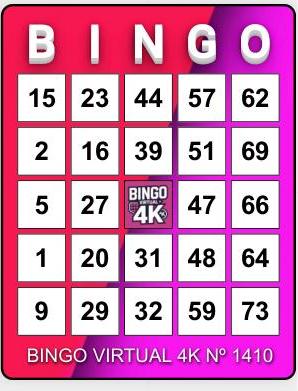 B I N G O
15 23 44 57 62
2 16 39 51 69
5 27 BINGO VIRTUAL 4K 47 66
1 20 31 48 64
9 29 32 59 73
BINGO VIRTUAL 4K Nº 1410